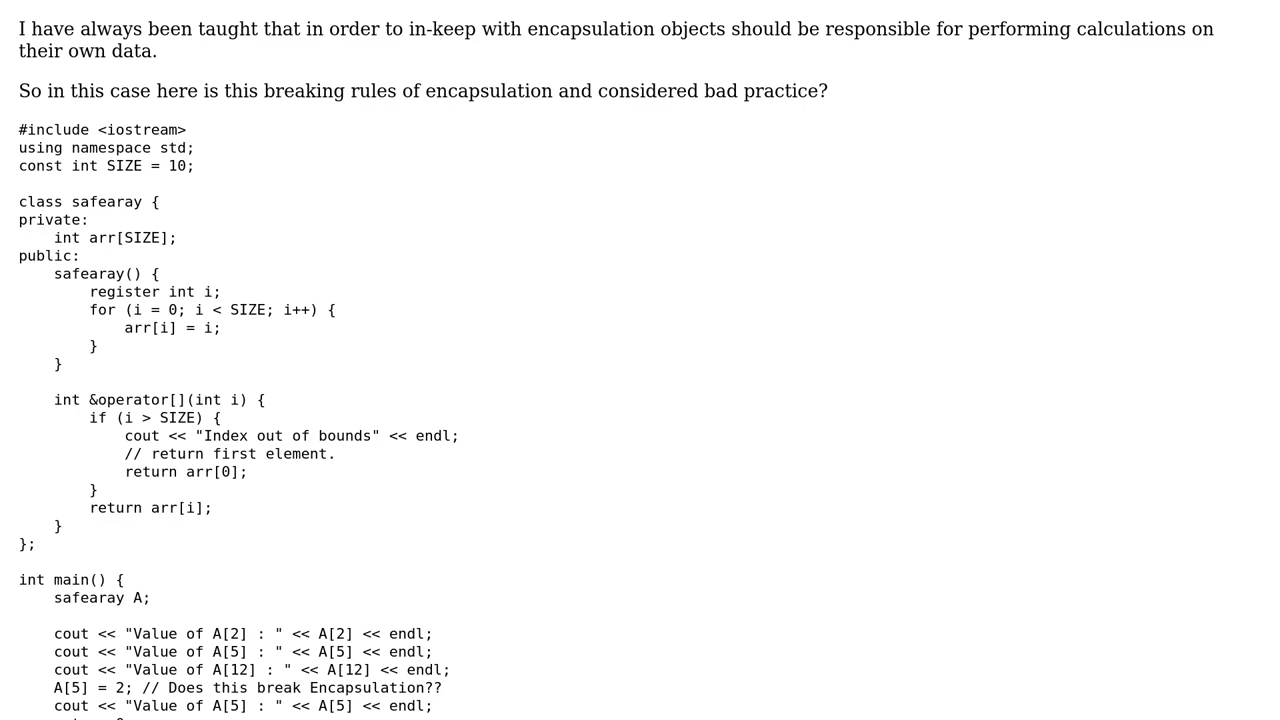 I have always been taught that in order to in-keep with encapsulation objects should be responsible for performing calculations on
their own data.
So in this case here is this breaking rules of encapsulation and considered bad practice?
#include <iostream>
using namespace std;
const int SIZE = 10;
class safearay {
private:
    int arr[SIZE];
public:
    safearay() {
        register int i;
        for (i = 0; i < SIZE; i++) {
            arr[i] = i;
        }
    }
    int &operator[](int i) {
        if (i > SIZE) {
            cout << "Index out of bounds" << endl;
            // return first element.
            return arr[0];
        }
        return arr[i];
    }
};
int main() {
    safearay A;
    cout << "Value of A[2] : " << A[2] << endl;
    cout << "Value of A[5] : " << A[5] << endl;
    cout << "Value of A[12] : " << A[12] << endl;
    A[5] = 2; // Does this break Encapsulation??
    cout << "Value of A[5] : " << A[5] << endl;